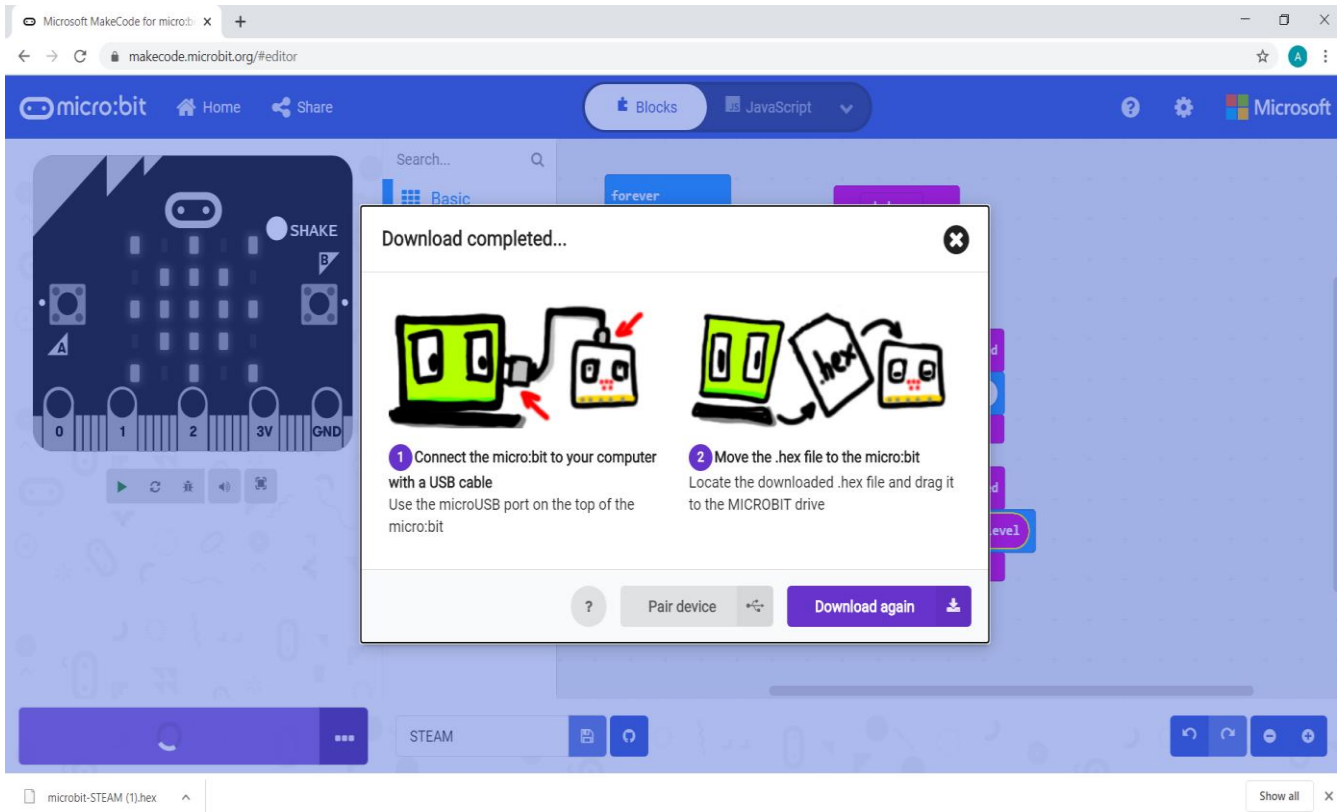 Microsoft MakeCode for micro:b
makecode.microbit.org/#editor
A
micro:bit
Home
Share
Blocks
JS JavaScript
?
Microsoft
Search...
Basic
forever
SHAKE
B
A
0 1 2 3V GND
Download completed...
.hex
1 Connect the micro:bit to your computer
with a USB cable
Use the microUSB port on the top of the
micro:bit
2 Move the .hex file to the micro:bit
Locate the downloaded .hex file and drag it
to the MICROBIT drive
d
d
evel
? Pair device Download again
STEAM
microbit-STEAM (1).hex
Show all